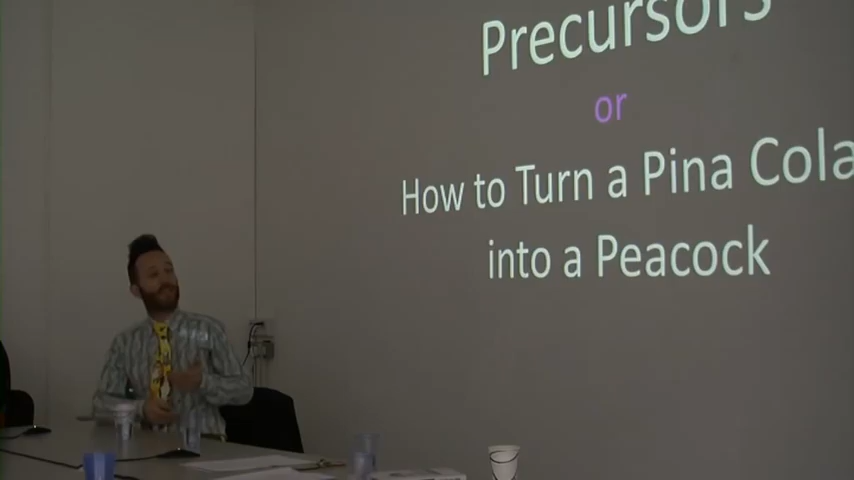 Precursors
or
How to Turn a Pina Cola
into a Peacock